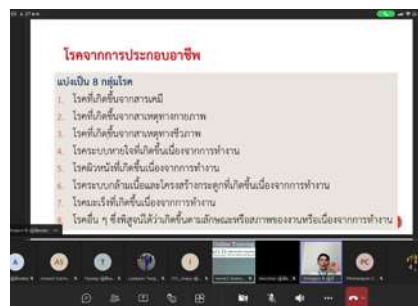 โรคจากการประกอบอาชีพ
แบ่งเป็น 8 กลุ่มโรค
1. โรคที่เกิดขึ้นจากสารเคมี
2. โรคที่เกิดขึ้นจากสาเหตุทางกายภาพ
3. โรคที่เกิดขึ้นจากสาเหตุทางชีวภาพ
4. โรคระบบหายใจที่เกิดขึ้นเนื่องจากการทำงาน
5. โรคผิวหนังที่เกิดขึ้นเนื่องจากการทำงาน
6. โรคระบบกล้ามเนื้อและโครงสร้างกระดูกที่เกิดขึ้นเนื่องจากการทำงาน
7. โรคมะเร็งที่เกิดขึ้นเนื่องจากการทำงาน
โรคอื่น ๆ ซึ่งพิสูจน์ได้ว่าเกิดขึ้นตามลักษณะหรือสภาพของงานหรือเนื่องจากการทำงาน
A
AS
T
I
PC